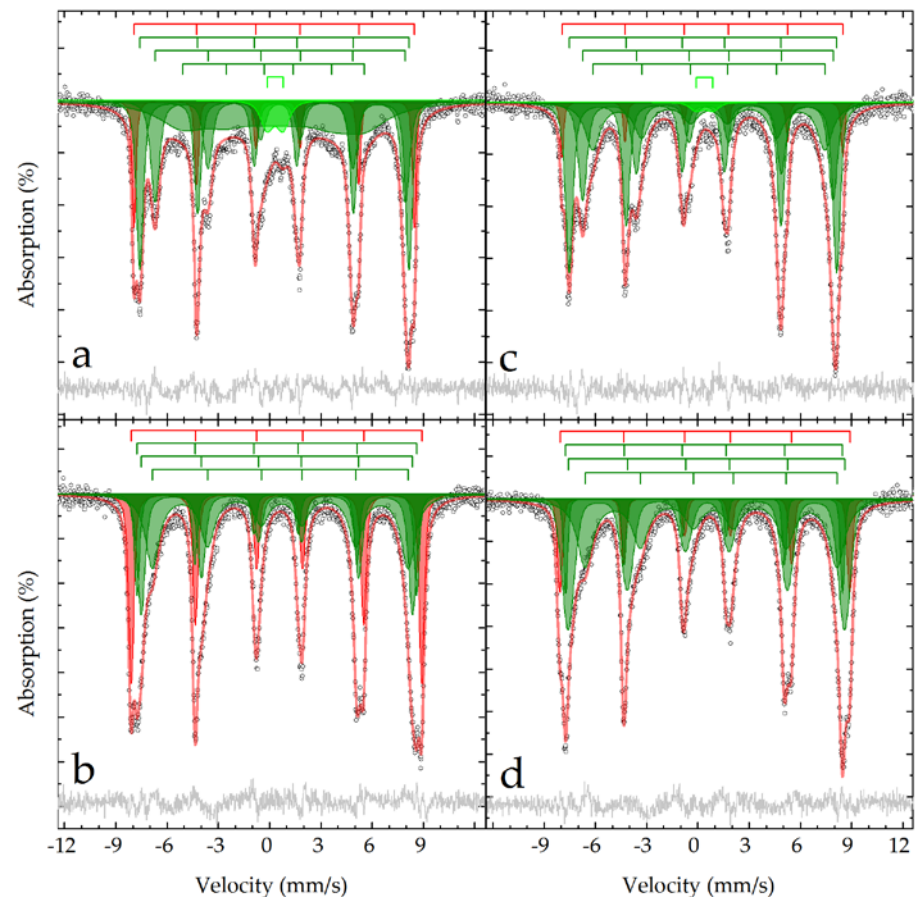 Absorption (%)
a
c
Absorption (%)
b
d
-12 -9 -6 -3 0 3 6 9 -9 -6 -3 0 3 6 9 12
Velocity (mm/s) Velocity (mm/s)